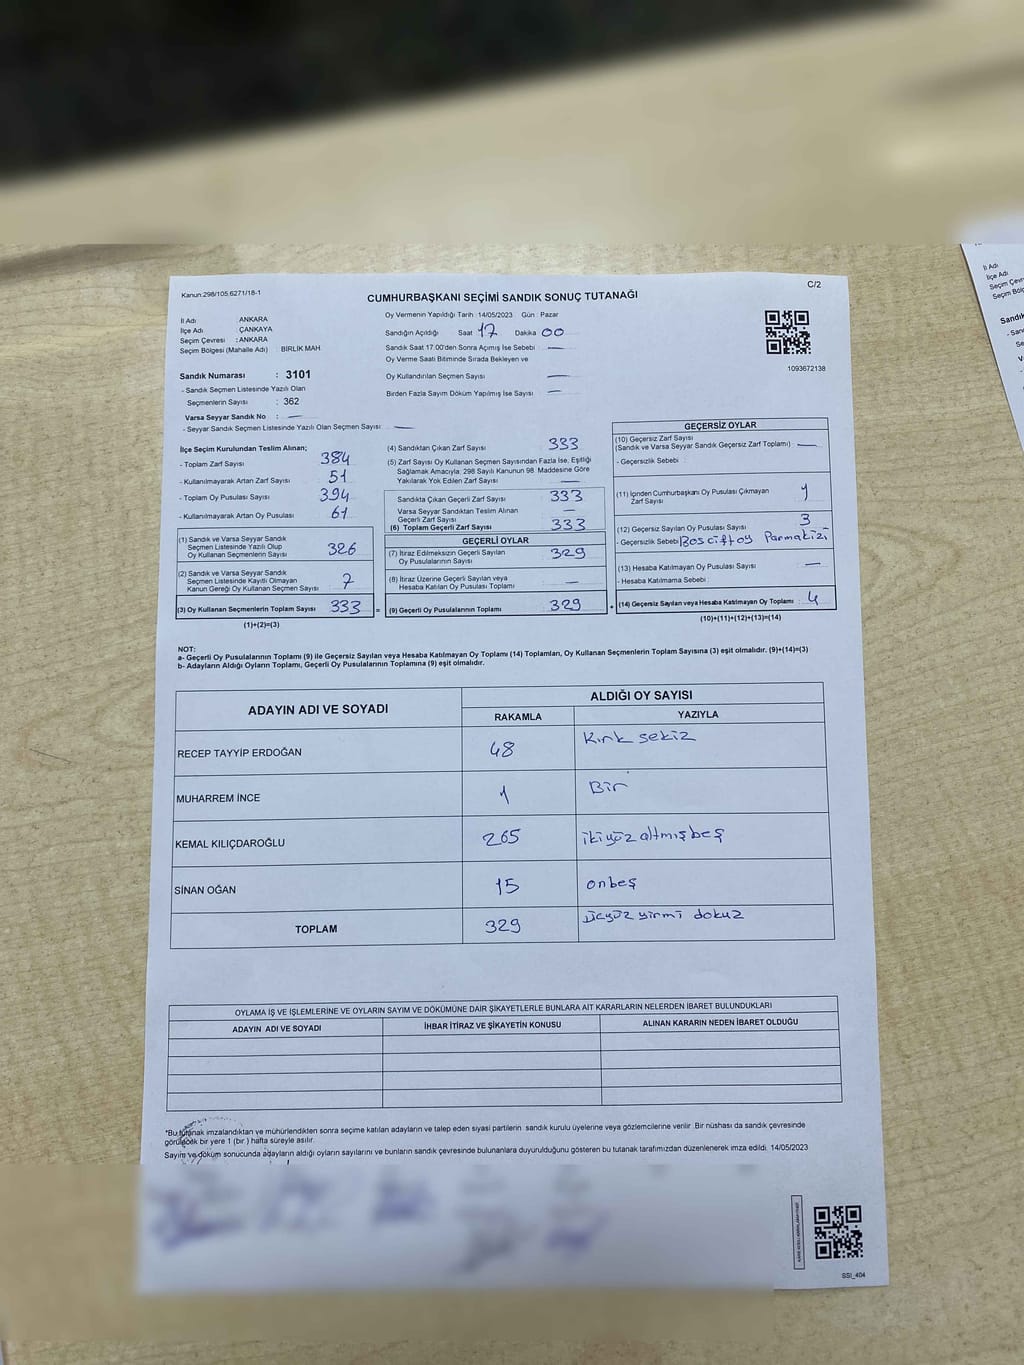 Kanun:298/105;6271/18-1
C/2
CUMHURBAŞKANI SEÇİMİ SANDIK SONUÇ TUTANAĞI
İl Adı : ANKARA
İlçe Adı : ÇANKAYA
Seçim Çevresi : ANKARA
Seçim Bölgesi (Mahalle Adı) : BİRLİK MAH
Sandık Numarası : 3101
- Sandık Seçmen Listesinde Yazılı Olan
Seçmenlerin Sayısı : 362
Varsa Seyyar Sandık No : —
- Seyyar Sandık Seçmen Listesinde Yazılı Olan Seçmen Sayısı : —
Oy Vermenin Yapıldığı Tarih : 14/05/2023 Gün : Pazar
Sandığın Açıldığı Saat 17 Dakika 00
Sandık Saat 17.00'den Sonra Açımış İse Sebebi : —
Oy Verme Saati Bitiminde Sırada Bekleyen ve
Oy Kullandırılan Seçmen Sayısı : —
Birden Fazla Sayım Döküm Yapılmış İse Sayısı : —
1093672138
İlçe Seçim Kurulundan Teslim Alınan;
- Toplam Zarf Sayısı : 384
- Kullanılmayarak Artan Zarf Sayısı : 51
- Toplam Oy Pusulası Sayısı : 394
- Kullanılmayarak Artan Oy Pusulası : 61
(1) Sandık ve Varsa Seyyar Sandık
Seçmen Listesinde Yazılı Olup
Oy Kullanan Seçmenlerin Sayısı : 326
(2) Sandık ve Varsa Seyyar Sandık
Seçmen Listesinde Kayıtlı Olmayan
Kanun Gereği Oy Kullanan Seçmen Sayısı : 7
(3) Oy Kullanan Seçmenlerin Toplam Sayısı : 333 =
(1)+(2)=(3)
(4) Sandıktan Çıkan Zarf Sayısı : 333
(5) Zarf Sayısı Oy Kullanan Seçmen Sayısından Fazla İse, Eşitliği
Sağlamak Amacıyla; 298 Sayılı Kanunun 98. Maddesine Göre
Yakılarak Yok Edilen Zarf Sayısı : —
Sandıkta Çıkan Geçerli Zarf Sayısı : 333
Varsa Seyyar Sandıktan Teslim Alınan
Geçerli Zarf Sayısı : —
(6) Toplam Geçerli Zarf Sayısı : 333
GEÇERLİ OYLAR
(7) İtiraz Edilmeksizin Geçerli Sayılan
Oy Pusulalarının Sayısı : 329
(8) İtiraz Üzerine Geçerli Sayılan veya
Hesaba Katılan Oy Pusulası Toplamı : —
(9) Geçerli Oy Pusulalarının Toplamı : 329 +
GEÇERSİZ OYLAR
(10) Geçersiz Zarf Sayısı
(Sandık ve Varsa Seyyar Sandık Geçersiz Zarf Toplamı) : —
- Geçersizlik Sebebi :
(11) İçinden Cumhurbaşkanı Oy Pusulası Çıkmayan
Zarf Sayısı : 1
(12) Geçersiz Sayılan Oy Pusulası Sayısı : 3
- Geçersizlik Sebebi : Bos cift oy Parmakizi
(13) Hesaba Katılmayan Oy Pusulası Sayısı : —
- Hesaba Katılmama Sebebi :
(14) Geçersiz Sayılan veya Hesaba Katılmayan Oy Toplamı : 4
(10)+(11)+(12)+(13)=(14)
NOT:
a- Geçerli Oy Pusulalarının Toplamı (9) ile Geçersiz Sayılan veya Hesaba Katılmayan Oy Toplamı (14) Toplamları, Oy Kullanan Seçmenlerin Toplam Sayısına (3) eşit olmalıdır. (9)+(14)=(3)
b- Adayların Aldığı Oyların Toplamı, Geçerli Oy Pusulalarının Toplamına (9) eşit olmalıdır.
ADAYIN ADI VE SOYADI
ALDIĞI OY SAYISI
RAKAMLA YAZIYLA
RECEP TAYYİP ERDOĞAN 48 Kırk sekiz
MUHARREM İNCE 1 Bir
KEMAL KILIÇDAROĞLU 265 ikiyüz altmışbeş
SİNAN OĞAN 15 onbeş
TOPLAM 329 üçyüz yirmi dokuz
OYLAMA İŞ VE İŞLEMLERİNE VE OYLARIN SAYIM VE DÖKÜMÜNE DAİR ŞİKAYETLERLE BUNLARA AİT KARARLARIN NELERDEN İBARET BULUNDUKLARI
ADAYIN ADI VE SOYADI İHBAR İTİRAZ VE ŞİKAYETİN KONUSU ALINAN KARARIN NEDEN İBARET OLDUĞU
*Bu tutanak imzalandıktan ve mühürlendikten sonra seçime katılan adayların ve talep eden siyasi partilerin sandık kurulu üyelerine veya gözlemcilerine verilir. Bir nüshası da sandık çevresinde
görülebilecek bir yere 1 (bir ) hafta süreyle asılır.
Sayım ve döküm sonucunda adayların aldığı oyların sayılarını ve bunların sandık çevresinde bulunanlara duyurulduğunu gösteren bu tutanak tarafımızdan düzenlenerek imza edildi. 14/05/2023
SSI_404
İl Adı
İlçe Adı
Seçim Çevr
Seçim Bölg
Sandık